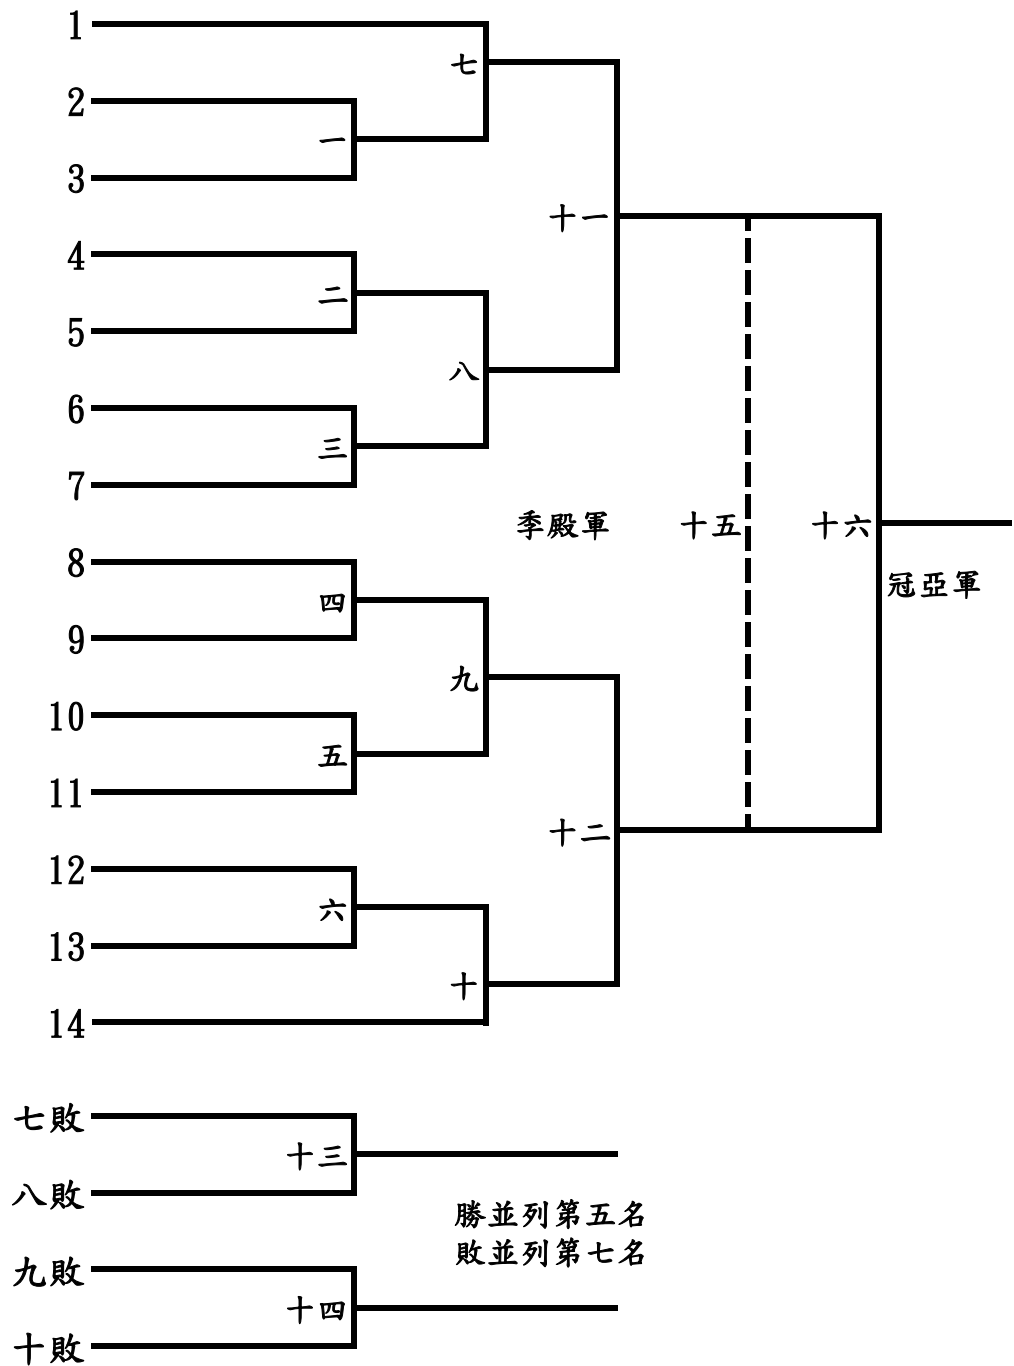 1
七
2
一
3
十一
4
二
5
八
6
三
7
季殿軍
十五
十六
8
冠亞軍
四
9
九
10
五
11
十二
12
六
13
十
14
七敗
十三
八敗
勝並列第五名
敗並列第七名
九敗
十四
十敗